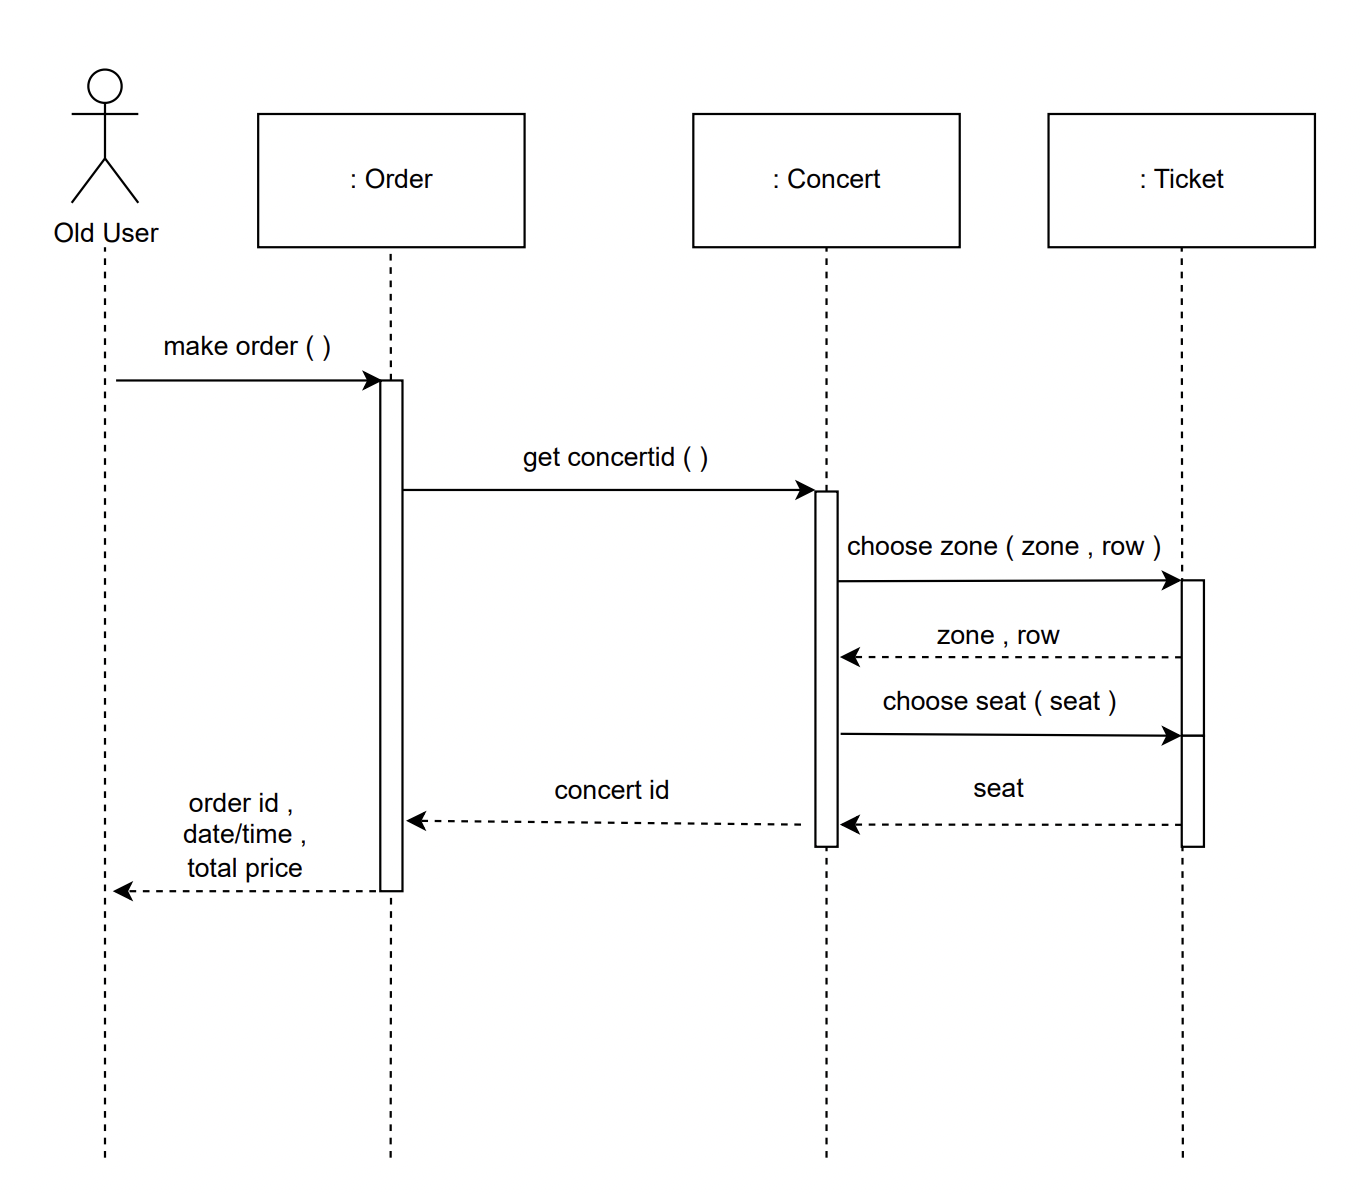 Old User
: Order
: Concert
: Ticket
make order ( )
get concertid ( )
choose zone ( zone , row )
zone , row
choose seat ( seat )
seat
concert id
order id ,
date/time ,
total price